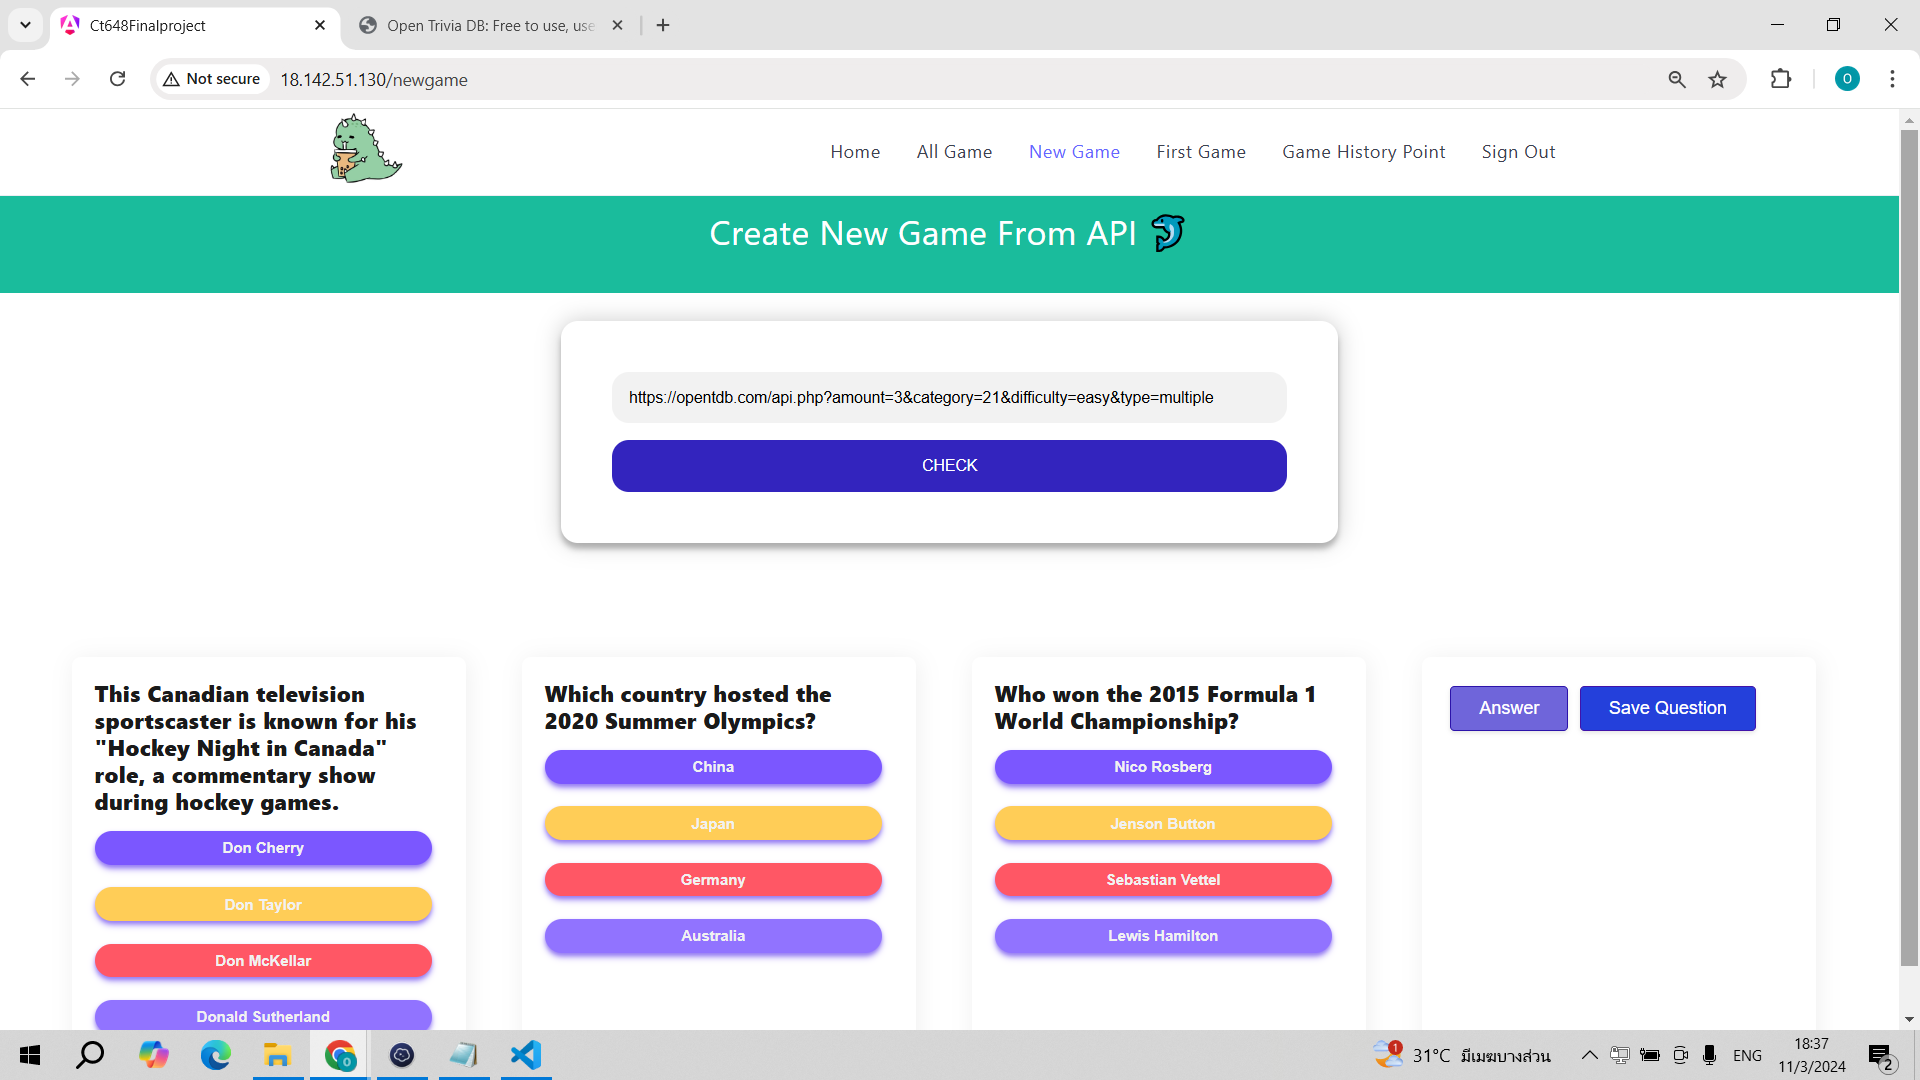 Ct648Finalproject
Open Trivia DB: Free to use, use
Not secure
18.142.51.130/newgame
O
Home
All Game
New Game
First Game
Game History Point
Sign Out
Create New Game From API
https://opentdb.com/api.php?amount=3&category=21&difficulty=easy&type=multiple
CHECK
This Canadian television
sportscaster is known for his
"Hockey Night in Canada"
role, a commentary show
during hockey games.
Don Cherry
Don Taylor
Don McKellar
Donald Sutherland
Which country hosted the
2020 Summer Olympics?
China
Japan
Germany
Australia
Who won the 2015 Formula 1
World Championship?
Nico Rosberg
Jenson Button
Sebastian Vettel
Lewis Hamilton
Answer
Save Question
1
31°C มีเมฆบางส่วน
ENG
18:37
11/3/2024
2